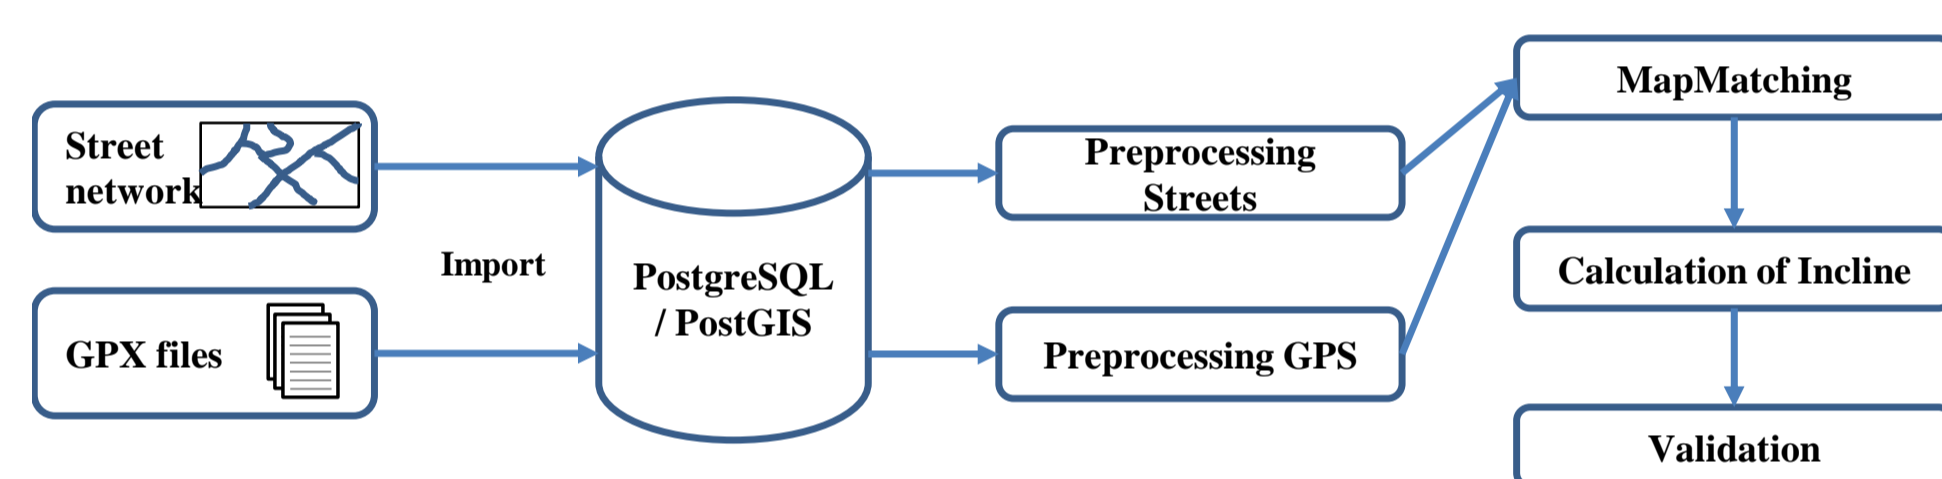 Street
network
GPX files
Import
PostgreSQL
/ PostGIS
Preprocessing
Streets
Preprocessing GPS
MapMatching
Calculation of Incline
Validation